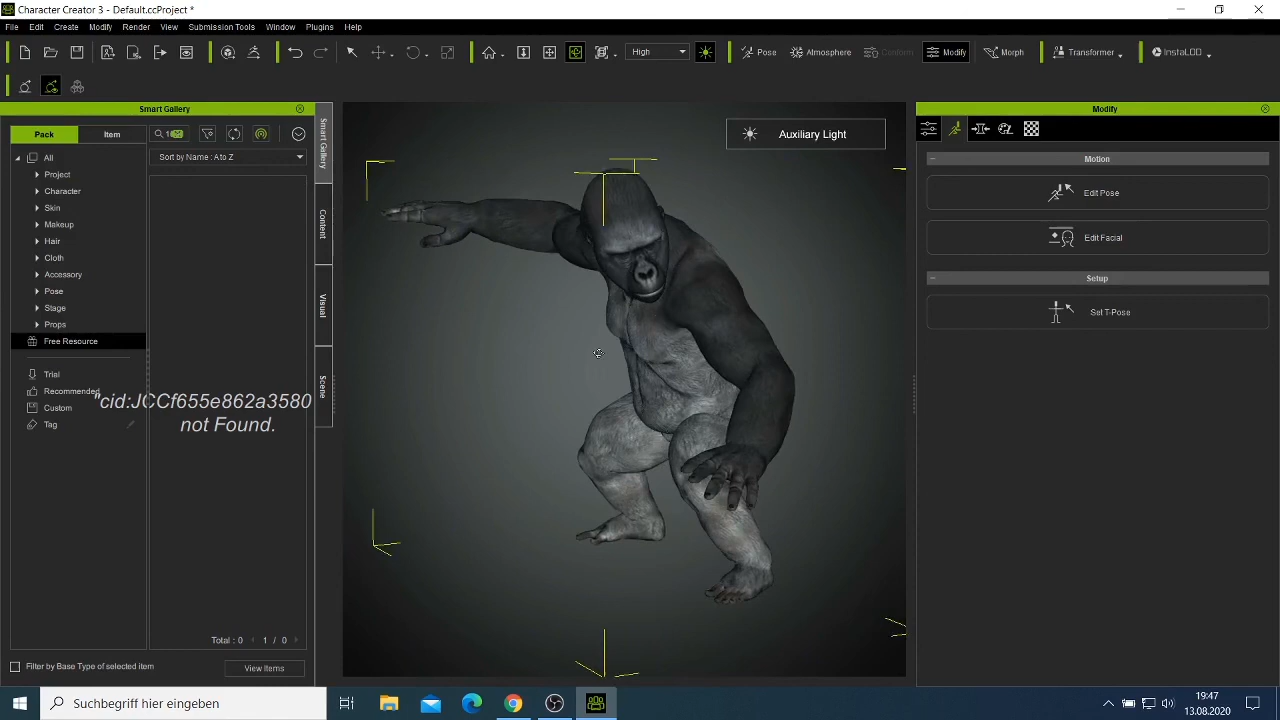 Character Creator 3 - Default.ccProject *
File Edit Create Modify Render View Submission Tools Window Plugins Help
High Pose Atmosphere Conform Modify Morph Transformer InstaLOD
Smart Gallery
Pack Item
Sort by Name : A to Z
All
Project
Character
Skin
Makeup
Hair
Cloth
Accessory
Pose
Stage
Props
Free Resource
Trial
Recommended
Custom
Tag
"cid:JCCf655e862a3580
not Found.
Total : 0 1 / 0
Filter by Base Type of selected item View Items
Smart Gallery
Content
Visual
Scene
Auxiliary Light
Modify
Motion
Edit Pose
Edit Facial
Setup
Set T-Pose
Suchbegriff hier eingeben
19:47
13.08.2020